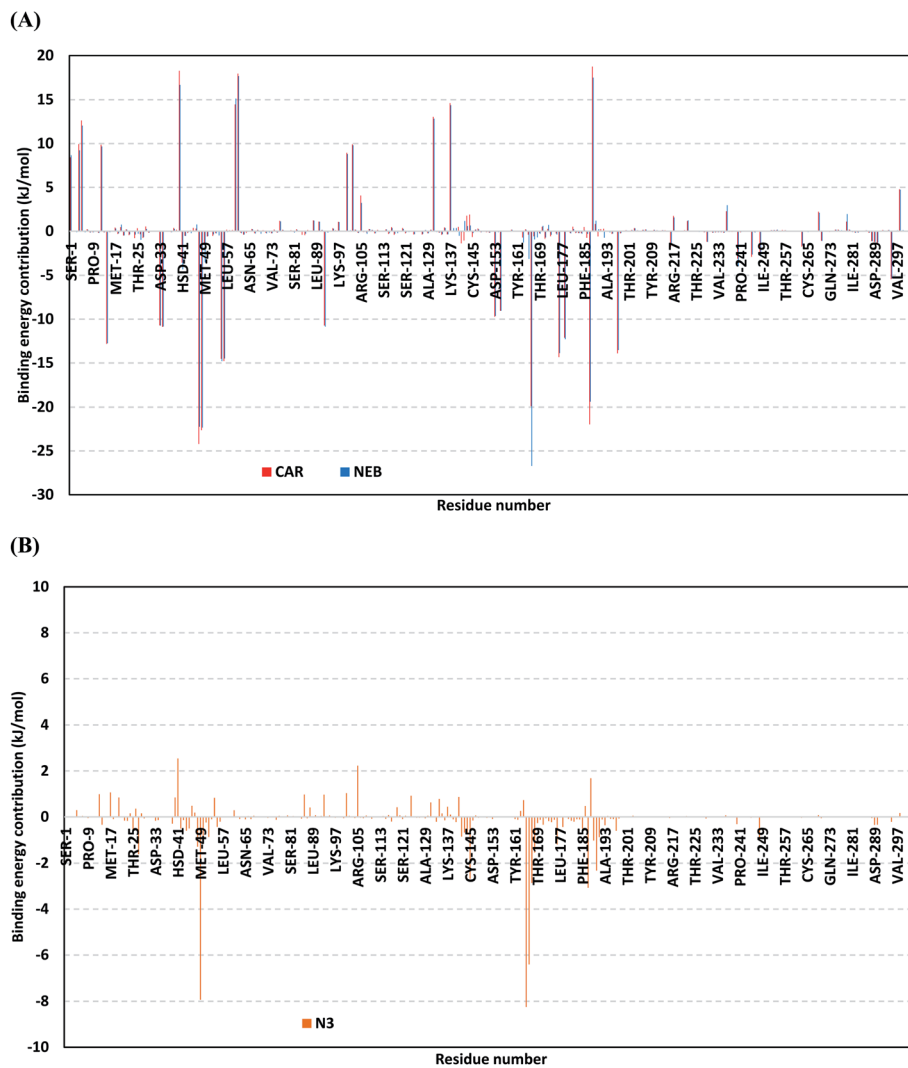 (A)
20
15
10
5
0
-5
-10
-15
-20
-25
-30
Binding energy contribution (kJ/mol)
SER-1
PRO-9
MET-17
THR-25
ASP-33
HSD-41
MET-49
LEU-57
ASN-65
VAL-73
SER-81
LEU-89
LYS-97
ARG-105
SER-113
SER-121
ALA-129
LYS-137
CYS-145
ASP-153
TYR-161
THR-169
LEU-177
PHE-185
ALA-193
THR-201
TYR-209
ARG-217
THR-225
VAL-233
PRO-241
ILE-249
THR-257
CYS-265
GLN-273
ILE-281
ASP-289
VAL-297
CAR NEB
Residue number
(B)
10
8
6
4
2
0
-2
-4
-6
-8
-10
Binding energy contribution (kJ/mol)
SER-1
PRO-9
MET-17
THR-25
ASP-33
HSD-41
MET-49
LEU-57
ASN-65
VAL-73
SER-81
LEU-89
LYS-97
ARG-105
SER-113
SER-121
ALA-129
LYS-137
CYS-145
ASP-153
TYR-161
THR-169
LEU-177
PHE-185
ALA-193
THR-201
TYR-209
ARG-217
THR-225
VAL-233
PRO-241
ILE-249
THR-257
CYS-265
GLN-273
ILE-281
ASP-289
VAL-297
N3
Residue number